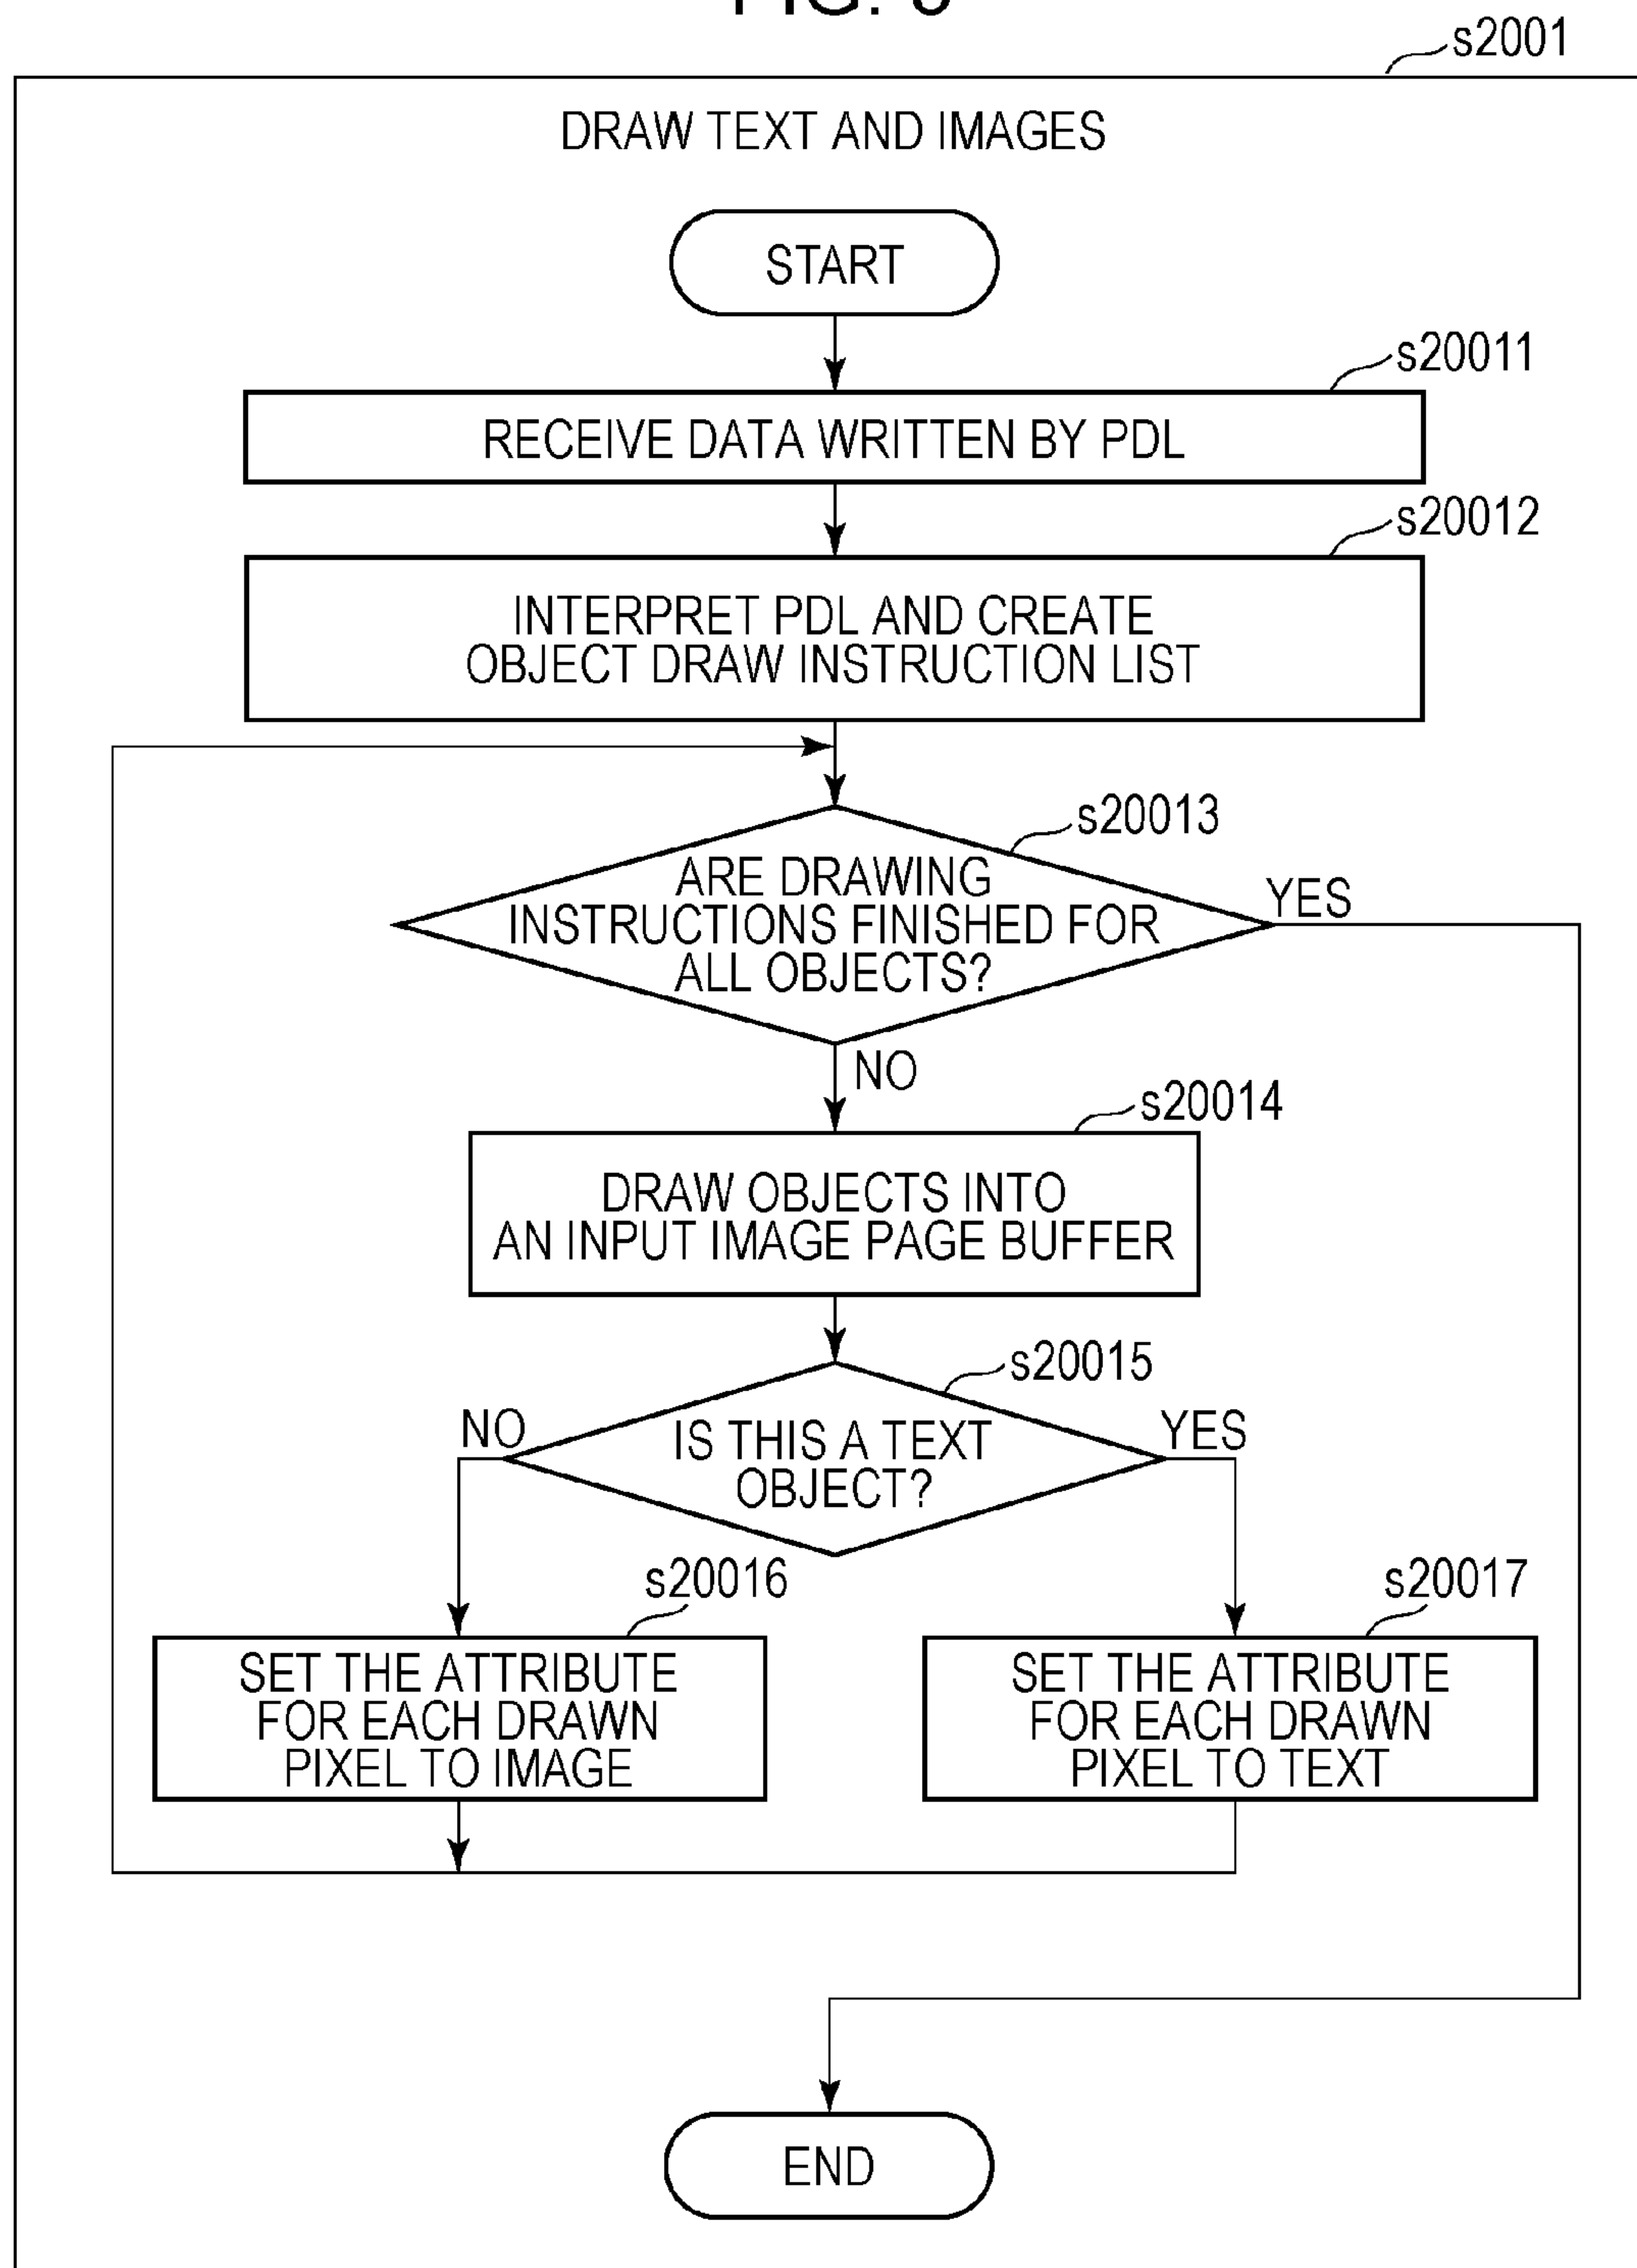 s2001
DRAW TEXT AND IMAGES
START
s20011
RECEIVE DATA WRITTEN BY PDL
s20012
INTERPRET PDL AND CREATE
OBJECT DRAW INSTRUCTION LIST
s20013
ARE DRAWING
INSTRUCTIONS FINISHED FOR
ALL OBJECTS?
YES
NO
s20014
DRAW OBJECTS INTO
AN INPUT IMAGE PAGE BUFFER
s20015
NO
IS THIS A TEXT
OBJECT?
YES
s20016
SET THE ATTRIBUTE
FOR EACH DRAWN
PIXEL TO IMAGE
s20017
SET THE ATTRIBUTE
FOR EACH DRAWN
PIXEL TO TEXT
END